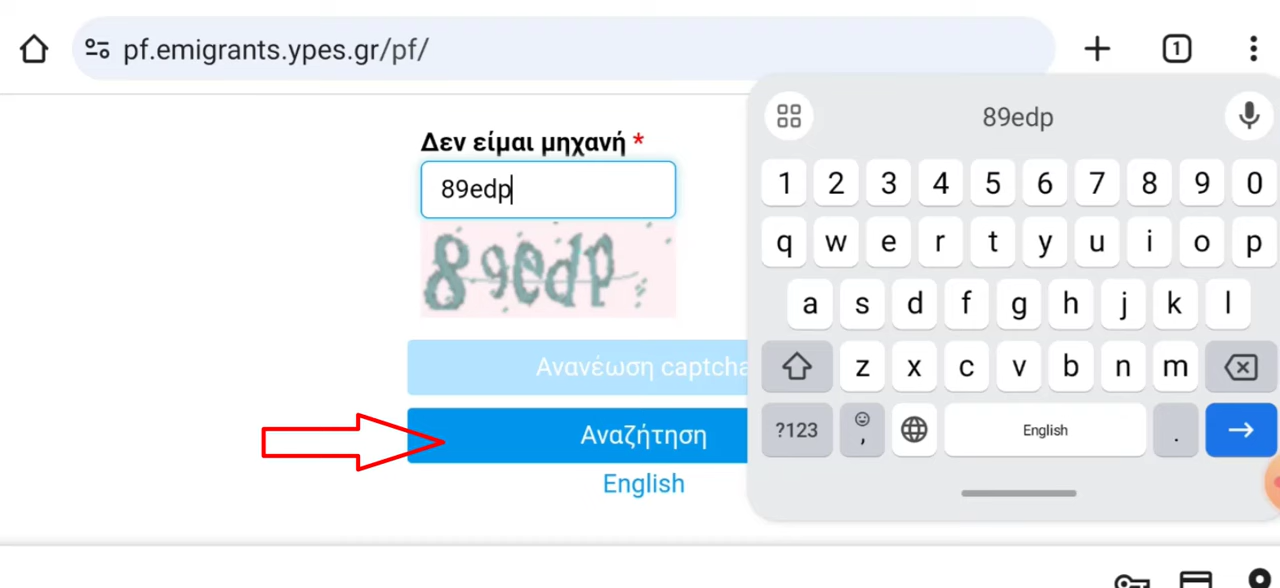 pf.emigrants.ypes.gr/pf/
1
Δεν είμαι μηχανή *
89edp
89edp
Ανανέωση captcha
Αναζήτηση
English
89edp
1 2 3 4 5 6 7 8 9 0
q w e r t y u i o p
a s d f g h j k l
z x c v b n m
?123 , English .